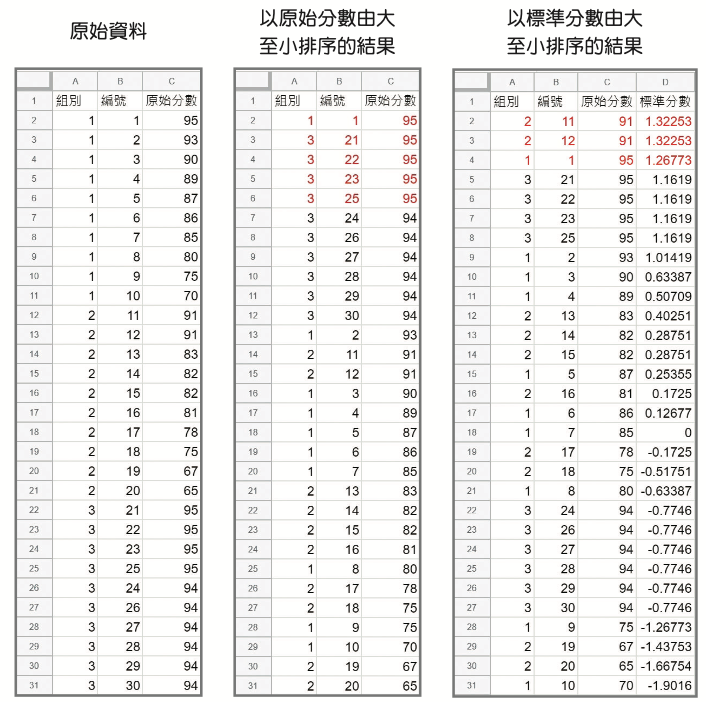 原始資料
A B C
1 組別 編號 原始分數
2 1 1 95
3 1 2 93
4 1 3 90
5 1 4 89
6 1 5 87
7 1 6 86
8 1 7 85
9 1 8 80
10 1 9 75
11 1 10 70
12 2 11 91
13 2 12 91
14 2 13 83
15 2 14 82
16 2 15 82
17 2 16 81
18 2 17 78
19 2 18 75
20 2 19 67
21 2 20 65
22 3 21 95
23 3 22 95
24 3 23 95
25 3 25 95
26 3 24 94
27 3 26 94
28 3 27 94
29 3 28 94
30 3 29 94
31 3 30 94
以原始分數由大
至小排序的結果
A B C
1 組別 編號 原始分數
2 1 1 95
3 3 21 95
4 3 22 95
5 3 23 95
6 3 25 95
7 3 24 94
8 3 26 94
9 3 27 94
10 3 28 94
11 3 29 94
12 3 30 94
13 1 2 93
14 2 11 91
15 2 12 91
16 1 3 90
17 1 4 89
18 1 5 87
19 1 6 86
20 1 7 85
21 2 13 83
22 2 14 82
23 2 15 82
24 2 16 81
25 1 8 80
26 2 17 78
27 2 18 75
28 1 9 75
29 1 10 70
30 2 19 67
31 2 20 65
以標準分數由大
至小排序的結果
A B C D
1 組別 編號 原始分數 標準分數
2 2 11 91 1.32253
3 2 12 91 1.32253
4 1 1 95 1.26773
5 3 21 95 1.1619
6 3 22 95 1.1619
7 3 23 95 1.1619
8 3 25 95 1.1619
9 1 2 93 1.01419
10 1 3 90 0.63387
11 1 4 89 0.50709
12 2 13 83 0.40251
13 2 14 82 0.28751
14 2 15 82 0.28751
15 1 5 87 0.25355
16 2 16 81 0.1725
17 1 6 86 0.12677
18 1 7 85 0
19 2 17 78 -0.1725
20 2 18 75 -0.51751
21 1 8 80 -0.63387
22 3 24 94 -0.7746
23 3 26 94 -0.7746
24 3 27 94 -0.7746
25 3 28 94 -0.7746
26 3 29 94 -0.7746
27 3 30 94 -0.7746
28 1 9 75 -1.26773
29 2 19 67 -1.43753
30 2 20 65 -1.66754
31 1 10 70 -1.9016